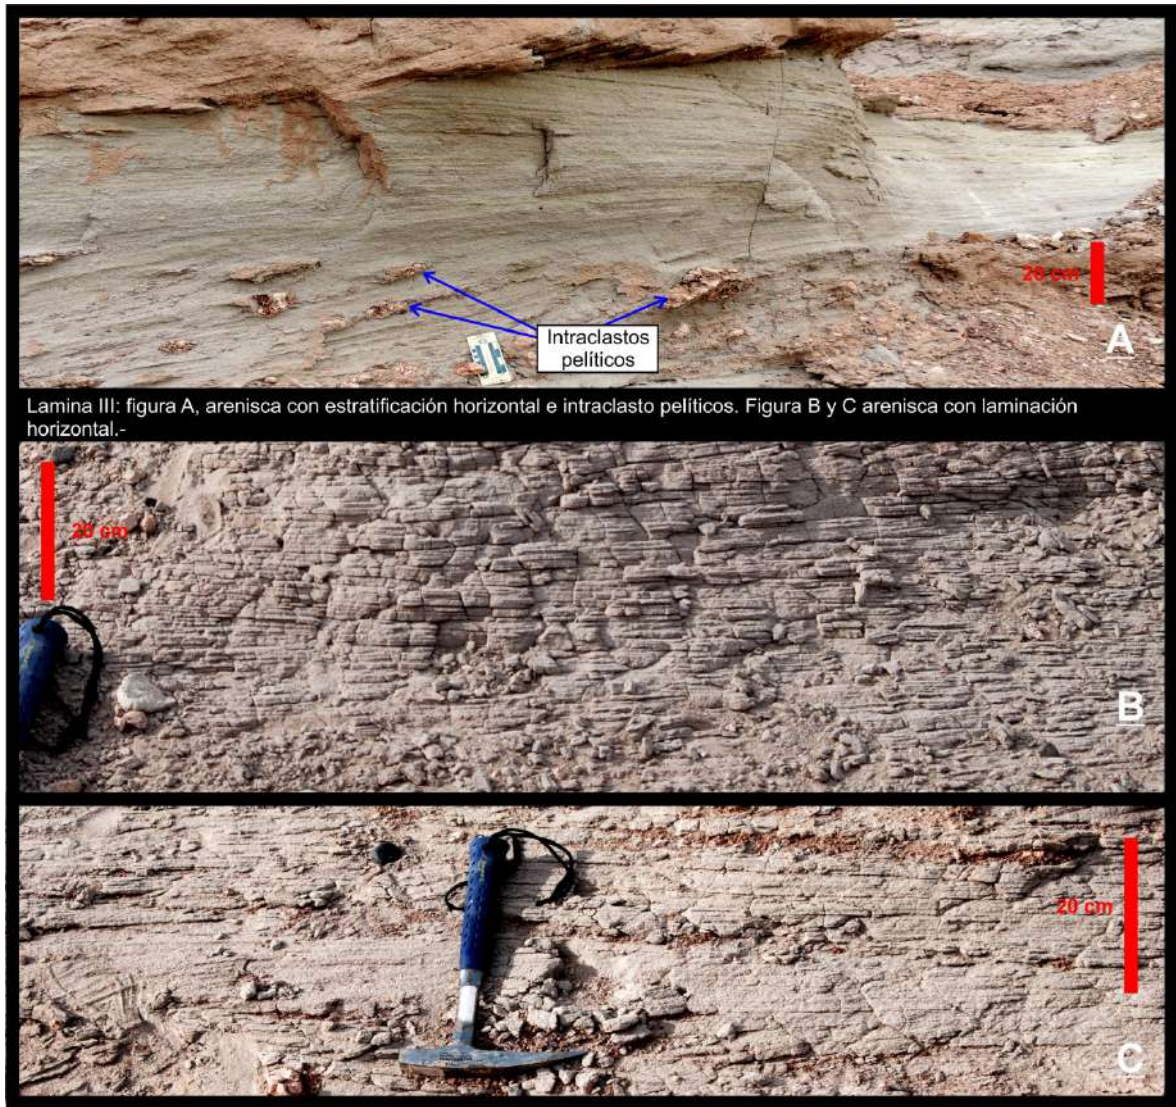 20 cm
Intraclastos
pelíticos
A
Lamina III: figura A, arenisca con estratificación horizontal e intraclasto pelíticos. Figura B y C arenisca con laminación
horizontal.-
20 cm
B
20 cm
C